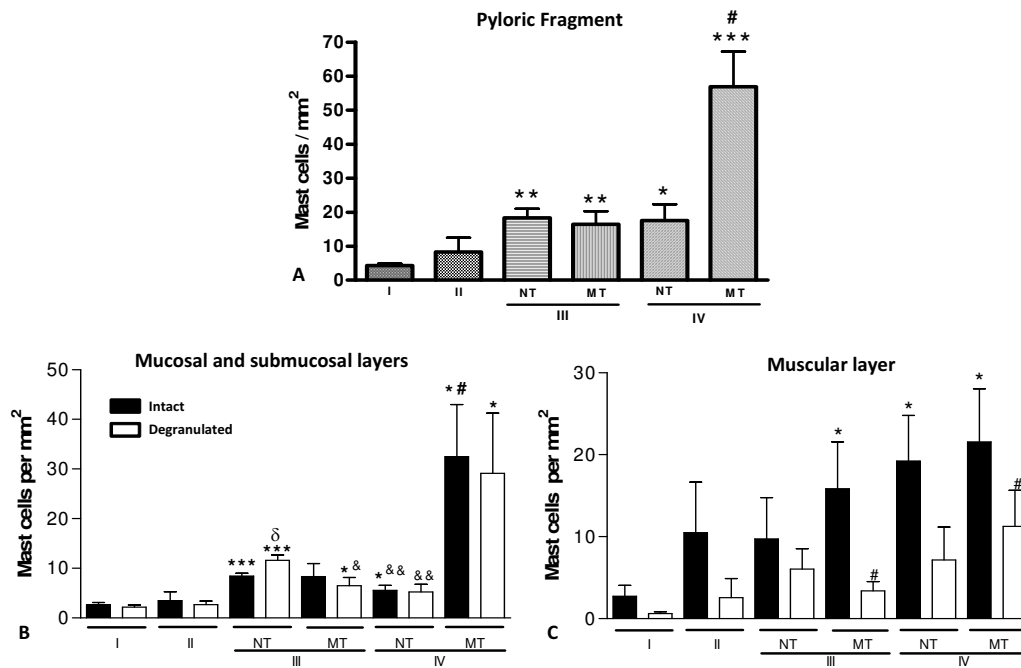 Pyloric Fragment
#
***
70
60
50
40
30
20
10
0
Mast cells / mm²
** ** *
A
I II NT MT NT MT
III IV
Mucosal and submucosal layers
50
40
30
20
10
0
Mast cells per mm²
Intact
Degranulated
*# *
δ
*** *** *& *&& &&
B
I II NT MT NT MT
III IV
Muscular layer
30
20
10
0
Mast cells per mm²
* * *
# #
C
I II NT MT NT MT
III IV